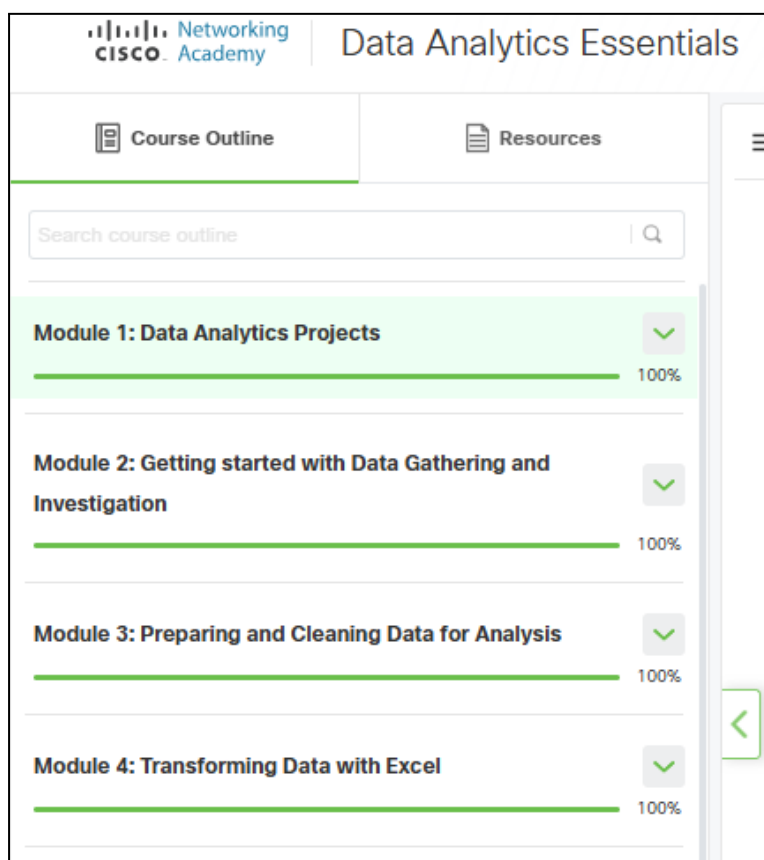 Networking
CISCO Academy
Data Analytics Essentials
Course Outline
Resources
Search course outline
Module 1: Data Analytics Projects
100%
Module 2: Getting started with Data Gathering and
Investigation
100%
Module 3: Preparing and Cleaning Data for Analysis
100%
Module 4: Transforming Data with Excel
100%